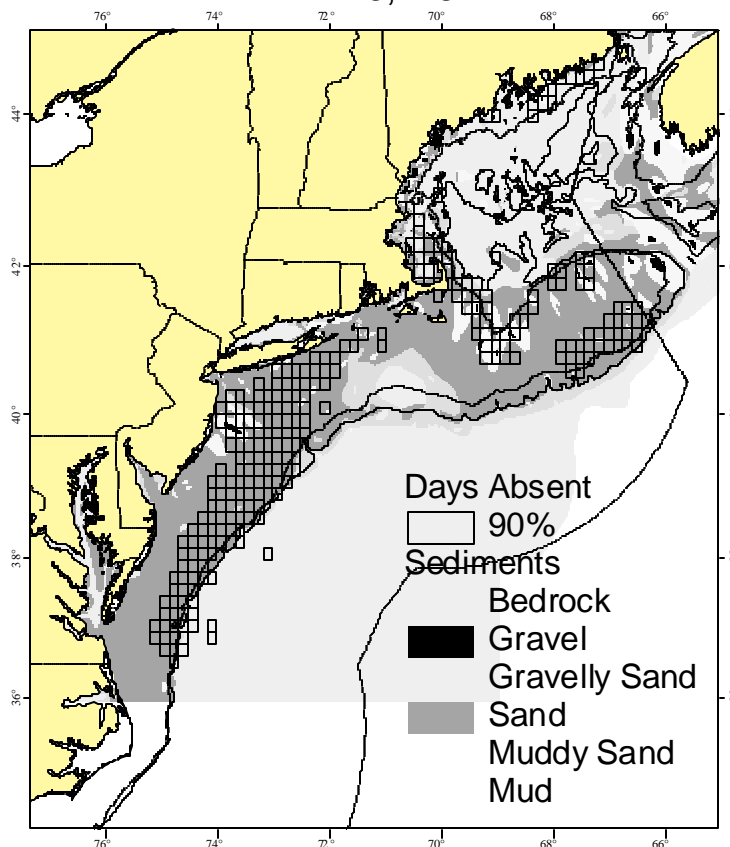 76° 74° 72° 70° 68° 66°
44°
42°
40°
38°
36°
Days Absent
90%
Sediments
Bedrock
Gravel
Gravelly Sand
Sand
Muddy Sand
Mud
76° 74° 72° 70° 68° 66°